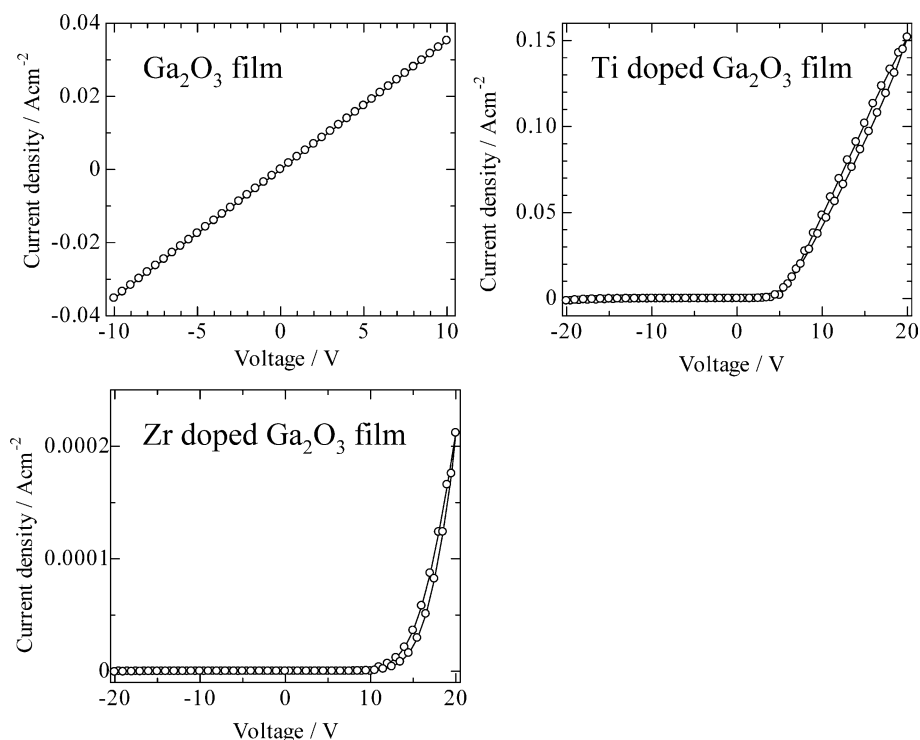 0.04
0.02
0
-0.02
-0.04
Current density / Acm-2
Ga2O3 film
-10 -5 0 5 10
Voltage / V
0.15
0.10
0.05
0
Current density / Acm-2
Ti doped Ga2O3 film
-20 -10 0 10 20
Voltage / V
0.0002
0.0001
0
Current density / Acm-2
Zr doped Ga2O3 film
-20 -10 0 10 20
Voltage / V